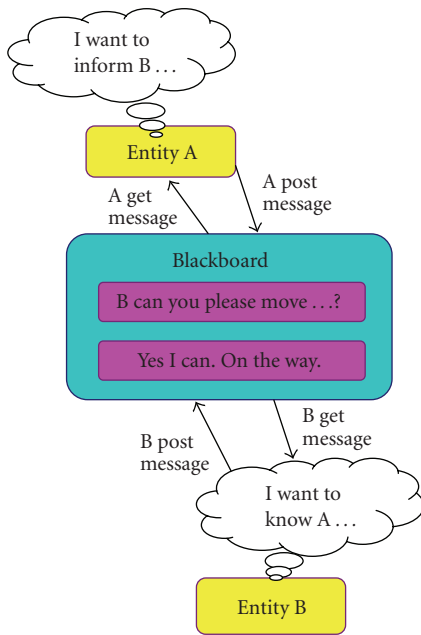 I want to
inform B ...
Entity A
A get
message
A post
message
Blackboard
B can you please move ...?
Yes I can. On the way.
B post
message
B get
message
I want to
know A ...
Entity B